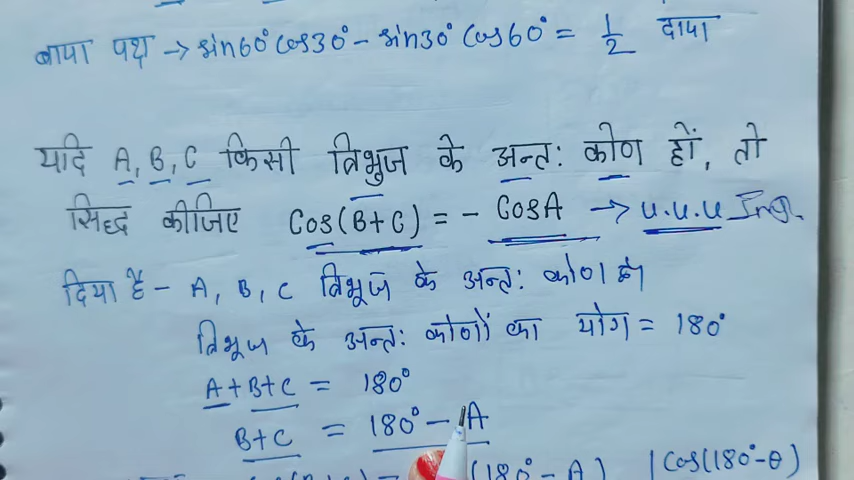 बायाँ पक्ष → sin60° cos30° - sin30° cos60° = 1/2 दायाँ
यदि A, B, C किसी त्रिभुज के अन्तः कोण हों, तो
सिद्ध कीजिए Cos(B+C) = - CosA → u.u.u Imp.
दिया है - A, B, C त्रिभुज के अन्तः कोण हैं
त्रिभुज के अन्तः कोणों का योग = 180°
A+B+C = 180°
B+C = 180° - A
(180° - A) | Cos(180°-θ)